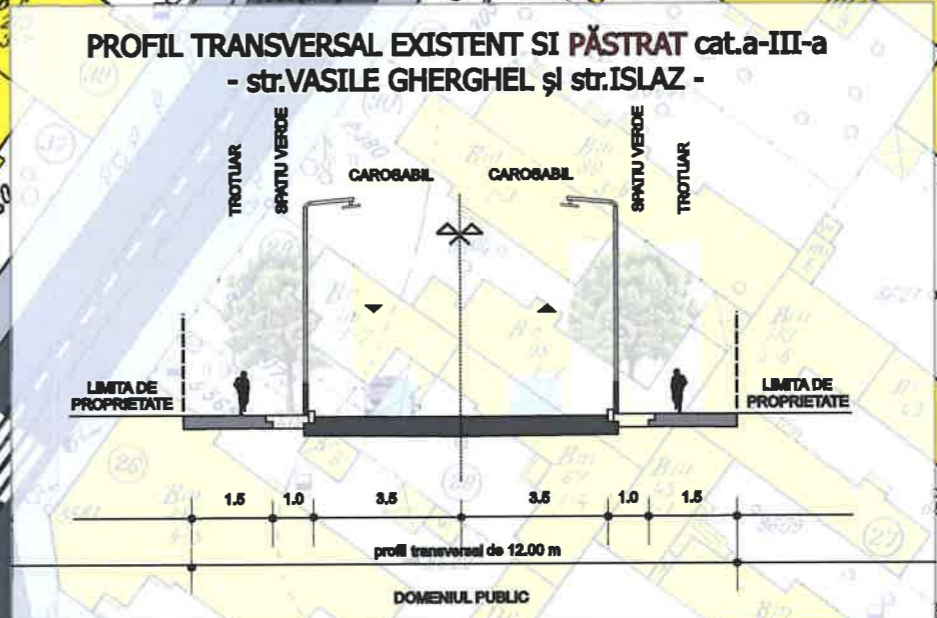 PROFIL TRANSVERSAL EXISTENT SI PĂSTRAT cat.a-III-a
- str.VASILE GHERGHEL și str.ISLAZ -
TROTUAR
SPATIU VERDE
CAROSABIL
CAROSABIL
SPATIU VERDE
TROTUAR
LIMITA DE
PROPRIETATE
LIMITA DE
PROPRIETATE
1.5 1.0 3.5 3.5 1.0 1.5
profil transversal de 12.00 m
DOMENIUL PUBLIC